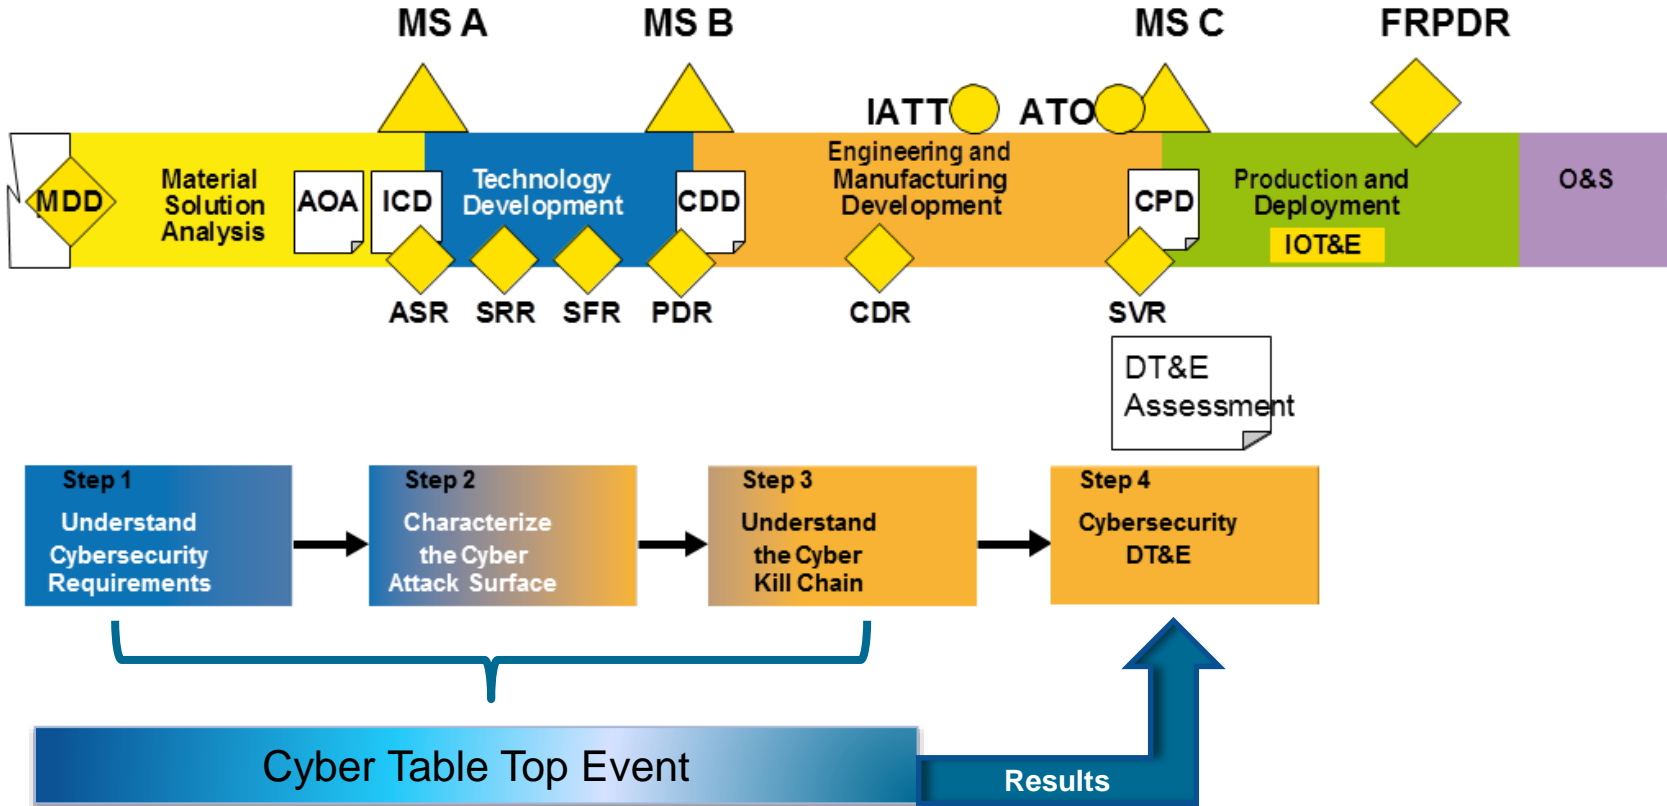 MS A
MS B
MS C
FRPDR
IATT
ATO
MDD
Material
Solution
Analysis
AOA
ICD
Technology
Development
CDD
Engineering and
Manufacturing
Development
CPD
Production and
Deployment
IOT&E
O&S
ASR
SRR
SFR
PDR
CDR
SVR
DT&E
Assessment
Step 1
Understand
Cybersecurity
Requirements
Step 2
Characterize
the Cyber
Attack Surface
Step 3
Understand
the Cyber
Kill Chain
Step 4
Cybersecurity
DT&E
Cyber Table Top Event
Results